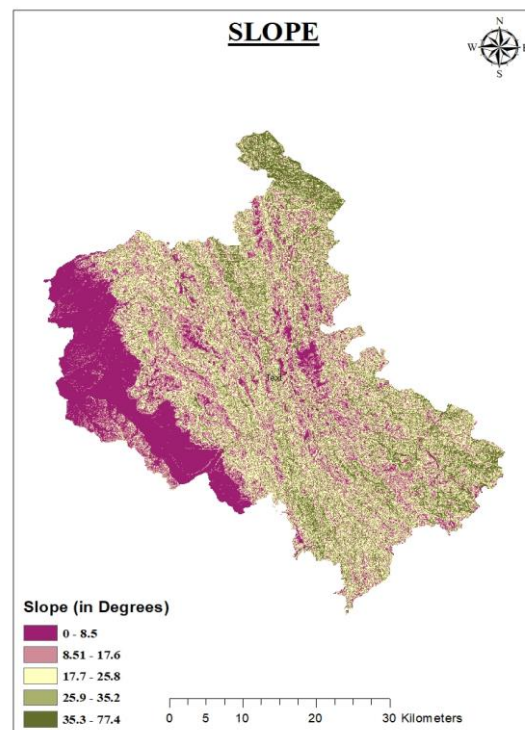 SLOPE
N
W
E
S
Slope (in Degrees)
0 - 8.5
8.51 - 17.6
17.7 - 25.8
25.9 - 35.2
35.3 - 77.4
0 5 10 20 30 Kilometers